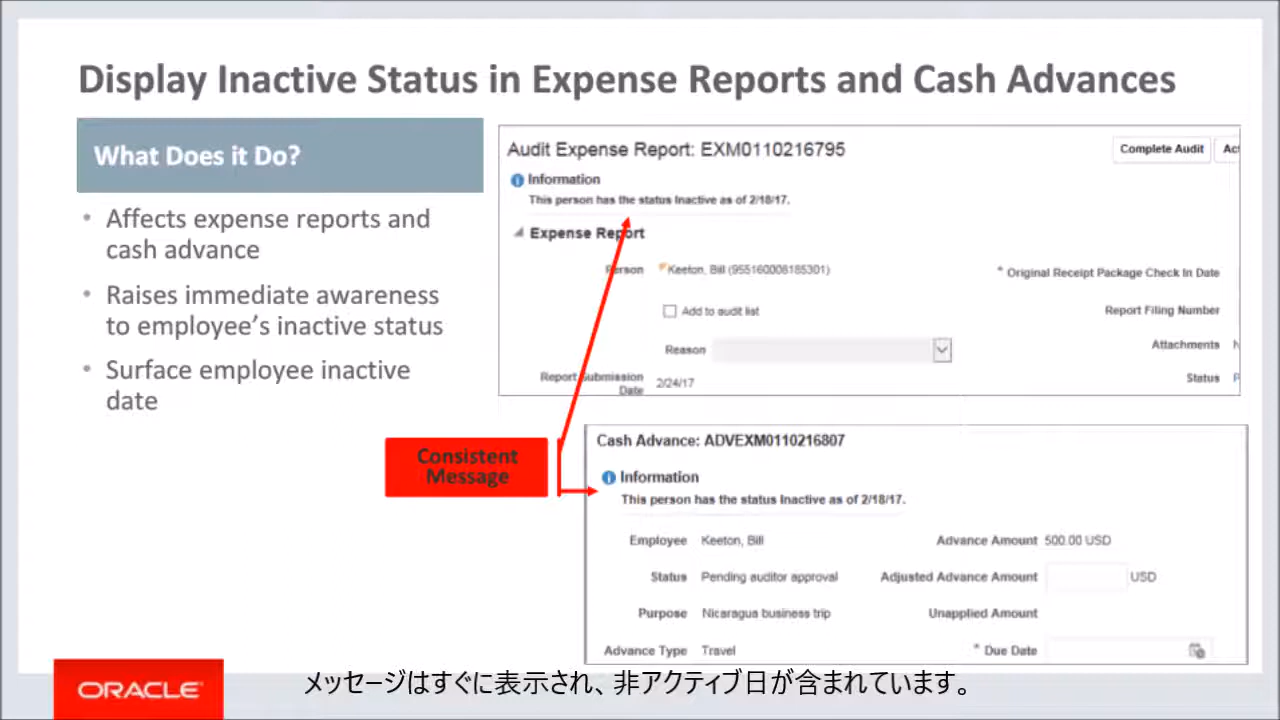 Display Inactive Status in Expense Reports and Cash Advances
What Does it Do?
• Affects expense reports and
cash advance
• Raises immediate awareness
to employee’s inactive status
• Surface employee inactive
date
Audit Expense Report: EXM0110216795
Complete Audit
Information
This person has the status Inactive as of 2/18/17.
Expense Report
Person Keeton, Bill (955160008185301)
* Original Receipt Package Check In Date
Add to audit list
Report Filing Number
Reason
Attachments
Report Submission
Date
2/24/17
Status
Consistent
Message
Cash Advance: ADVEXM0110216807
Information
This person has the status Inactive as of 2/18/17.
Employee Keeton, Bill
Advance Amount 500.00 USD
Status Pending auditor approval
Adjusted Advance Amount USD
Purpose Nicaragua business trip
Unapplied Amount
Advance Type Travel
* Due Date
ORACLE
メッセージはすぐに表示され、非アクティブ日が含まれています。